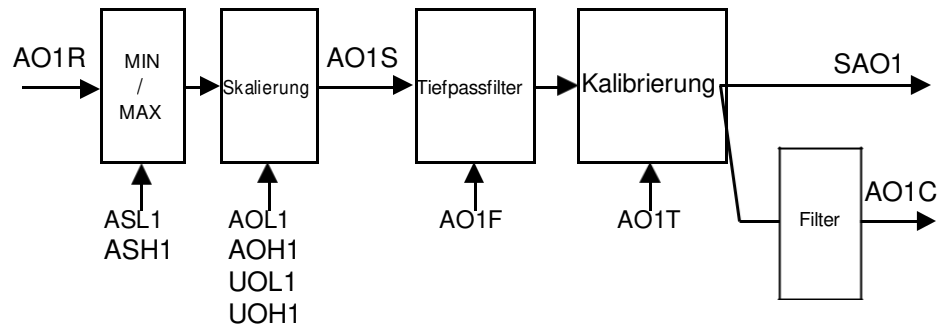 AO1R
MIN
/
MAX
Skalierung
AO1S
Tiefpassfilter
Kalibrierung
SAO1
ASL1
ASH1
AOL1
AOH1
UOL1
UOH1
AO1F
AO1T
Filter
AO1C